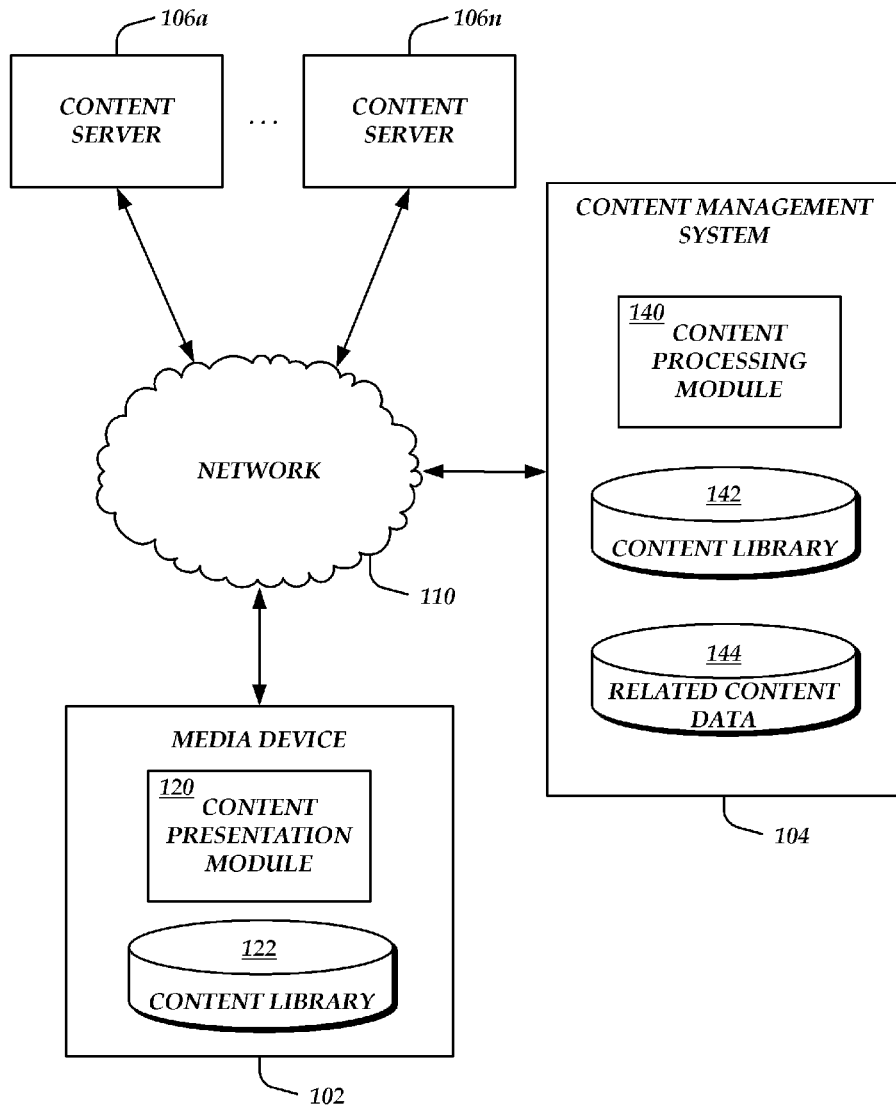 106a
106n
CONTENT
SERVER
...
CONTENT
SERVER
CONTENT MANAGEMENT
SYSTEM
140
CONTENT
PROCESSING
MODULE
NETWORK
142
CONTENT LIBRARY
110
144
RELATED CONTENT
DATA
MEDIA DEVICE
120
CONTENT
PRESENTATION
MODULE
104
122
CONTENT LIBRARY
102